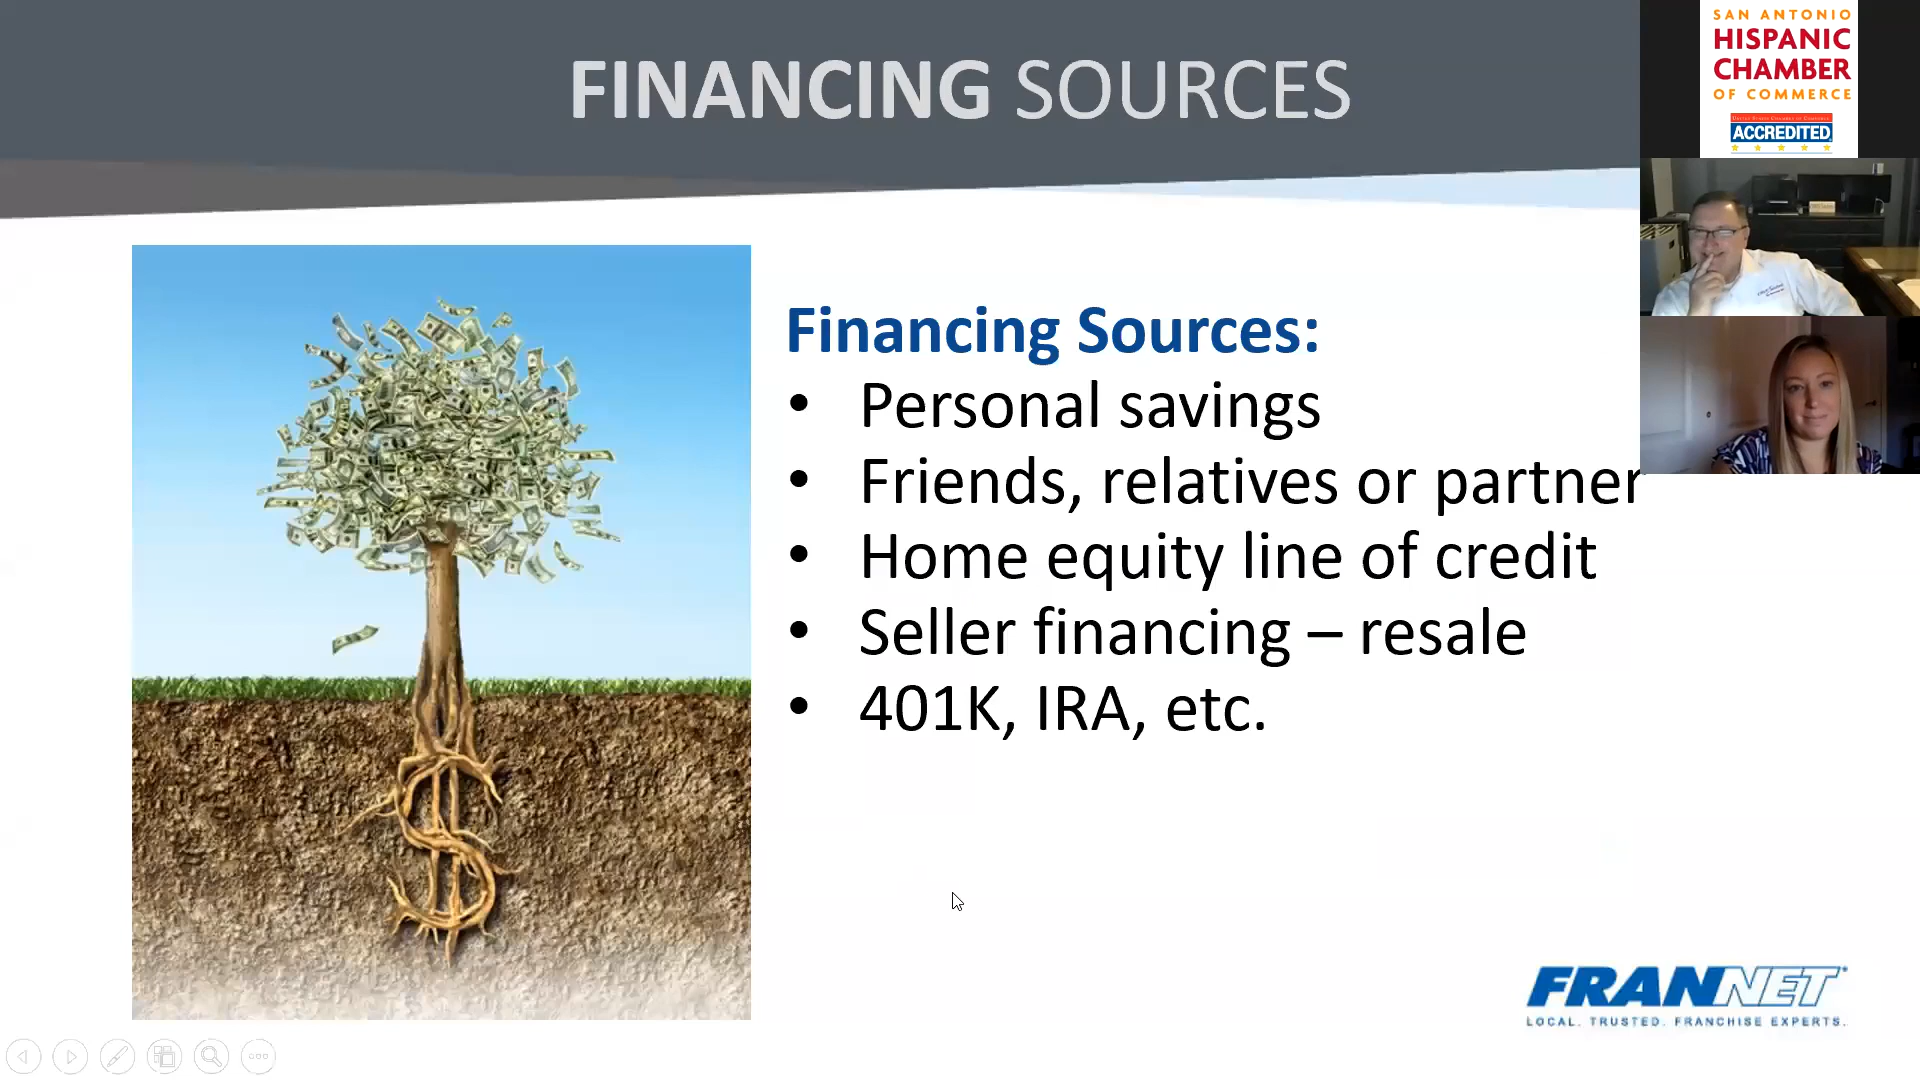 FINANCING SOURCES
SAN ANTONIO
HISPANIC
CHAMBER
OF COMMERCE
ACCREDITED
Financing Sources:
• Personal savings
• Friends, relatives or partner
• Home equity line of credit
• Seller financing – resale
• 401K, IRA, etc.
FRANNET
LOCAL. TRUSTED. FRANCHISE EXPERTS.